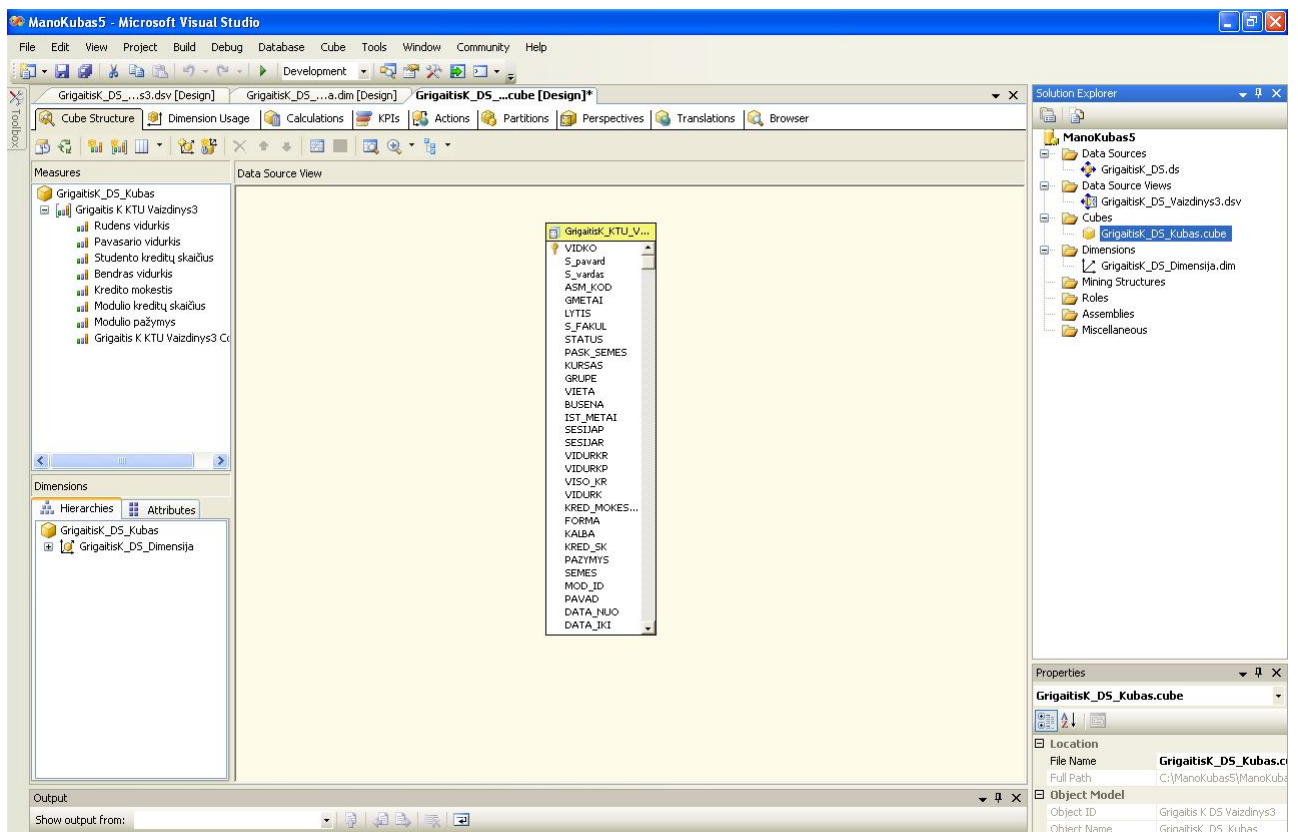 ManoKubas5 - Microsoft Visual Studio
File Edit View Project Build Debug Database Cube Tools Window Community Help
Development
Toolbox
GrigaitisK_DS_...s3.dsv [Design] GrigaitisK_DS_...a.dim [Design] GrigaitisK_DS_...cube [Design]*
Cube Structure Dimension Usage Calculations KPIs Actions Partitions Perspectives Translations Browser
Measures
GrigaitisK_DS_Kubas
Grigaitis K KTU Vaizdinys3
Rudens vidurkis
Pavasario vidurkis
Studento kreditų skaičius
Bendras vidurkis
Kredito mokestis
Modulio kreditų skaičius
Modulio pažymys
Grigaitis K KTU Vaizdinys3 Co
Dimensions
Hierarchies Attributes
GrigaitisK_DS_Kubas
GrigaitisK_DS_Dimensija
Data Source View
GrigaitisK_KTU_V...
VIDKO
S_pavard
S_vardas
ASM_KOD
GMETAI
LYTIS
S_FAKUL
STATUS
PASK_SEMES
KURSAS
GRUPE
VIETA
BUSENA
IST_METAI
SESIJAP
SESIJAR
VIDURKR
VIDURKP
VISO_KR
VIDURK
KRED_MOKES...
FORMA
KALBA
KRED_SK
PAZYMYS
SEMES
MOD_ID
PAVAD
DATA_NUO
DATA_IKI
Output
Show output from:
Solution Explorer
ManoKubas5
Data Sources
GrigaitisK_DS.ds
Data Source Views
GrigaitisK_DS_Vaizdinys3.dsv
Cubes
GrigaitisK_DS_Kubas.cube
Dimensions
GrigaitisK_DS_Dimensija.dim
Mining Structures
Roles
Assemblies
Miscellaneous
Properties
GrigaitisK_DS_Kubas.cube
Location
File Name GrigaitisK_DS_Kubas.cu
Full Path C:\ManoKubas5\ManoKuba
Object Model
Object ID Grigaitis K DS Vaizdinys3
Object Name GrigaitisK_DS_Kubas